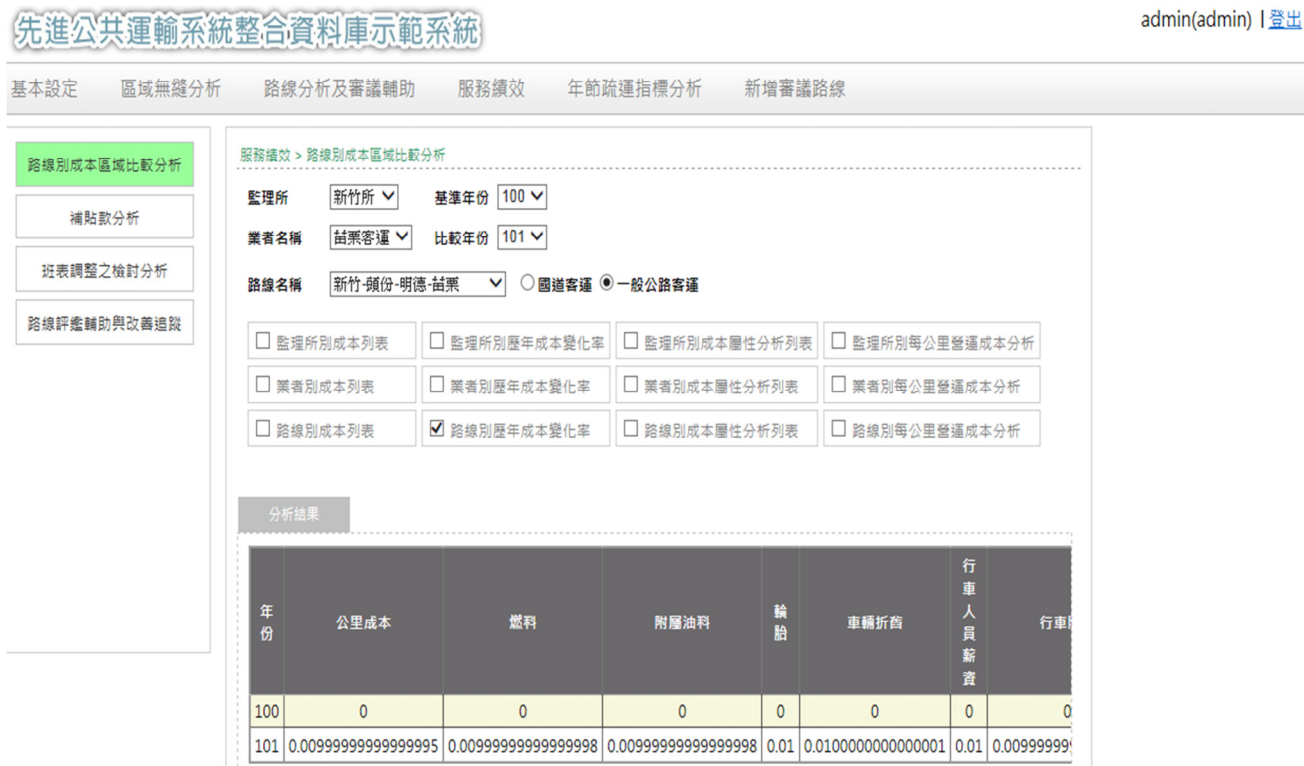 先進公共運輸系統整合資料庫示範系統
admin(admin) | 登出
基本設定 區域無縫分析 路線分析及審議輔助 服務績效 年節疏運指標分析 新增審議路線
路線別成本區域比較分析
補貼款分析
班表調整之檢討分析
路線評鑑輔助與改善追蹤
服務績效 > 路線別成本區域比較分析
監理所 新竹所 基準年份 100
業者名稱 苗栗客運 比較年份 101
路線名稱 新竹-頭份-明德-苗栗 國道客運 一般公路客運
監理所別成本列表 監理所別歷年成本變化率 監理所別成本屬性分析列表 監理所別每公里營運成本分析
業者別成本列表 業者別歷年成本變化率 業者別成本屬性分析列表 業者別每公里營運成本分析
路線別成本列表 路線別歷年成本變化率 路線別成本屬性分析列表 路線別每公里營運成本分析
分析結果
年份 公里成本 燃料 附屬油料 輪胎 車輛折舊 行車人員薪資 行車
100 0 0 0 0 0 0 0
101 0.00999999999999995 0.00999999999999998 0.00999999999999998 0.01 0.0100000000000001 0.01 0.00999999